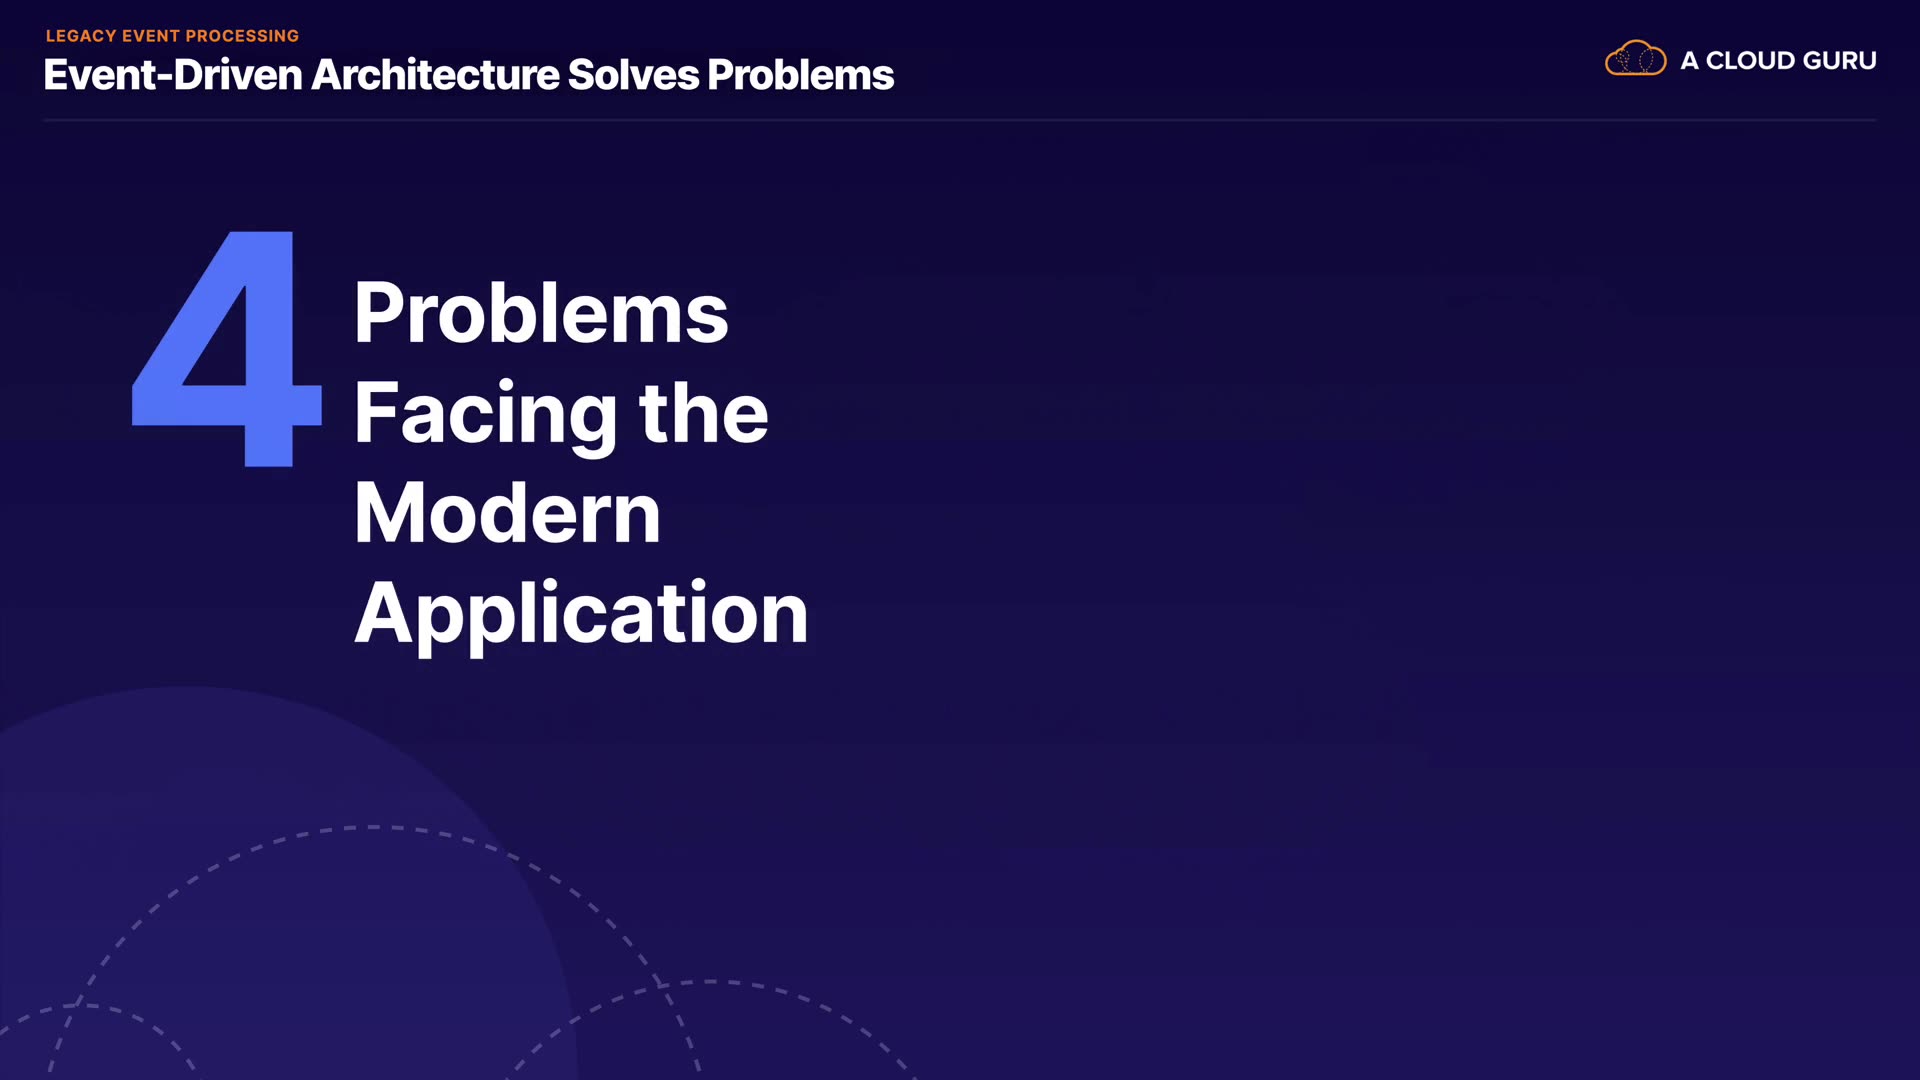 LEGACY EVENT PROCESSING
Event-Driven Architecture Solves Problems
A CLOUD GURU
4
Problems
Facing the
Modern
Application